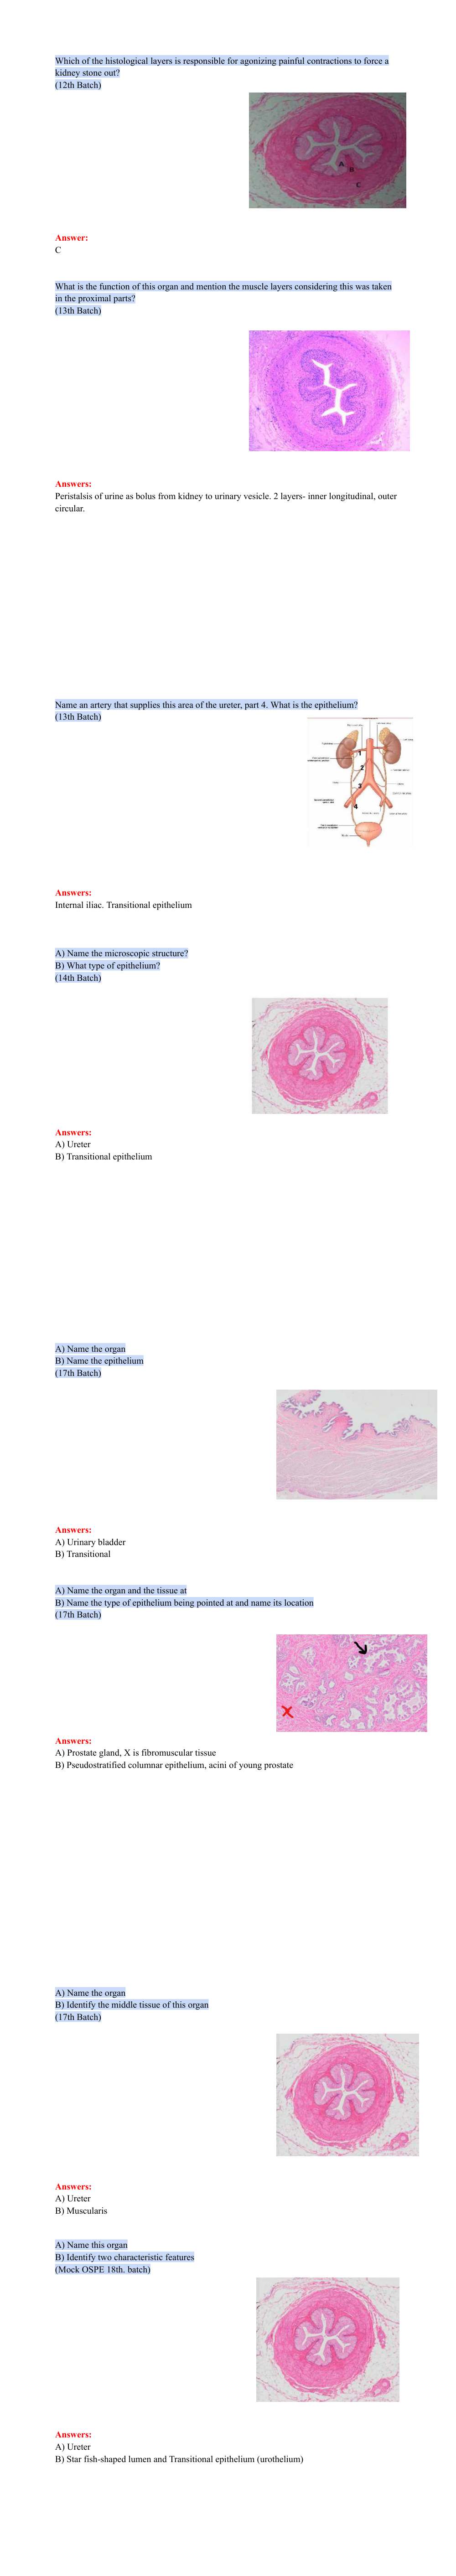 Which of the histological layers is responsible for agonizing painful contractions to force a
kidney stone out?
(12th Batch)
A
B
C
Answer:
C
What is the function of this organ and mention the muscle layers considering this was taken
in the proximal parts?
(13th Batch)
Answers:
Peristalsis of urine as bolus from kidney to urinary vesicle. 2 layers- inner longitudinal, outer
circular.
Name an artery that supplies this area of the ureter, part 4. What is the epithelium?
(13th Batch)
1
2
3
4
Answers:
Internal iliac. Transitional epithelium
A) Name the microscopic structure?
B) What type of epithelium?
(14th Batch)
Answers:
A) Ureter
B) Transitional epithelium
A) Name the organ
B) Name the epithelium
(17th Batch)
Answers:
A) Urinary bladder
B) Transitional
A) Name the organ and the tissue at
B) Name the type of epithelium being pointed at and name its location
(17th Batch)
X
Answers:
A) Prostate gland, X is fibromuscular tissue
B) Pseudostratified columnar epithelium, acini of young prostate
A) Name the organ
B) Identify the middle tissue of this organ
(17th Batch)
Answers:
A) Ureter
B) Muscularis
A) Name this organ
B) Identify two characteristic features
(Mock OSPE 18th. batch)
Answers:
A) Ureter
B) Star fish-shaped lumen and Transitional epithelium (urothelium)